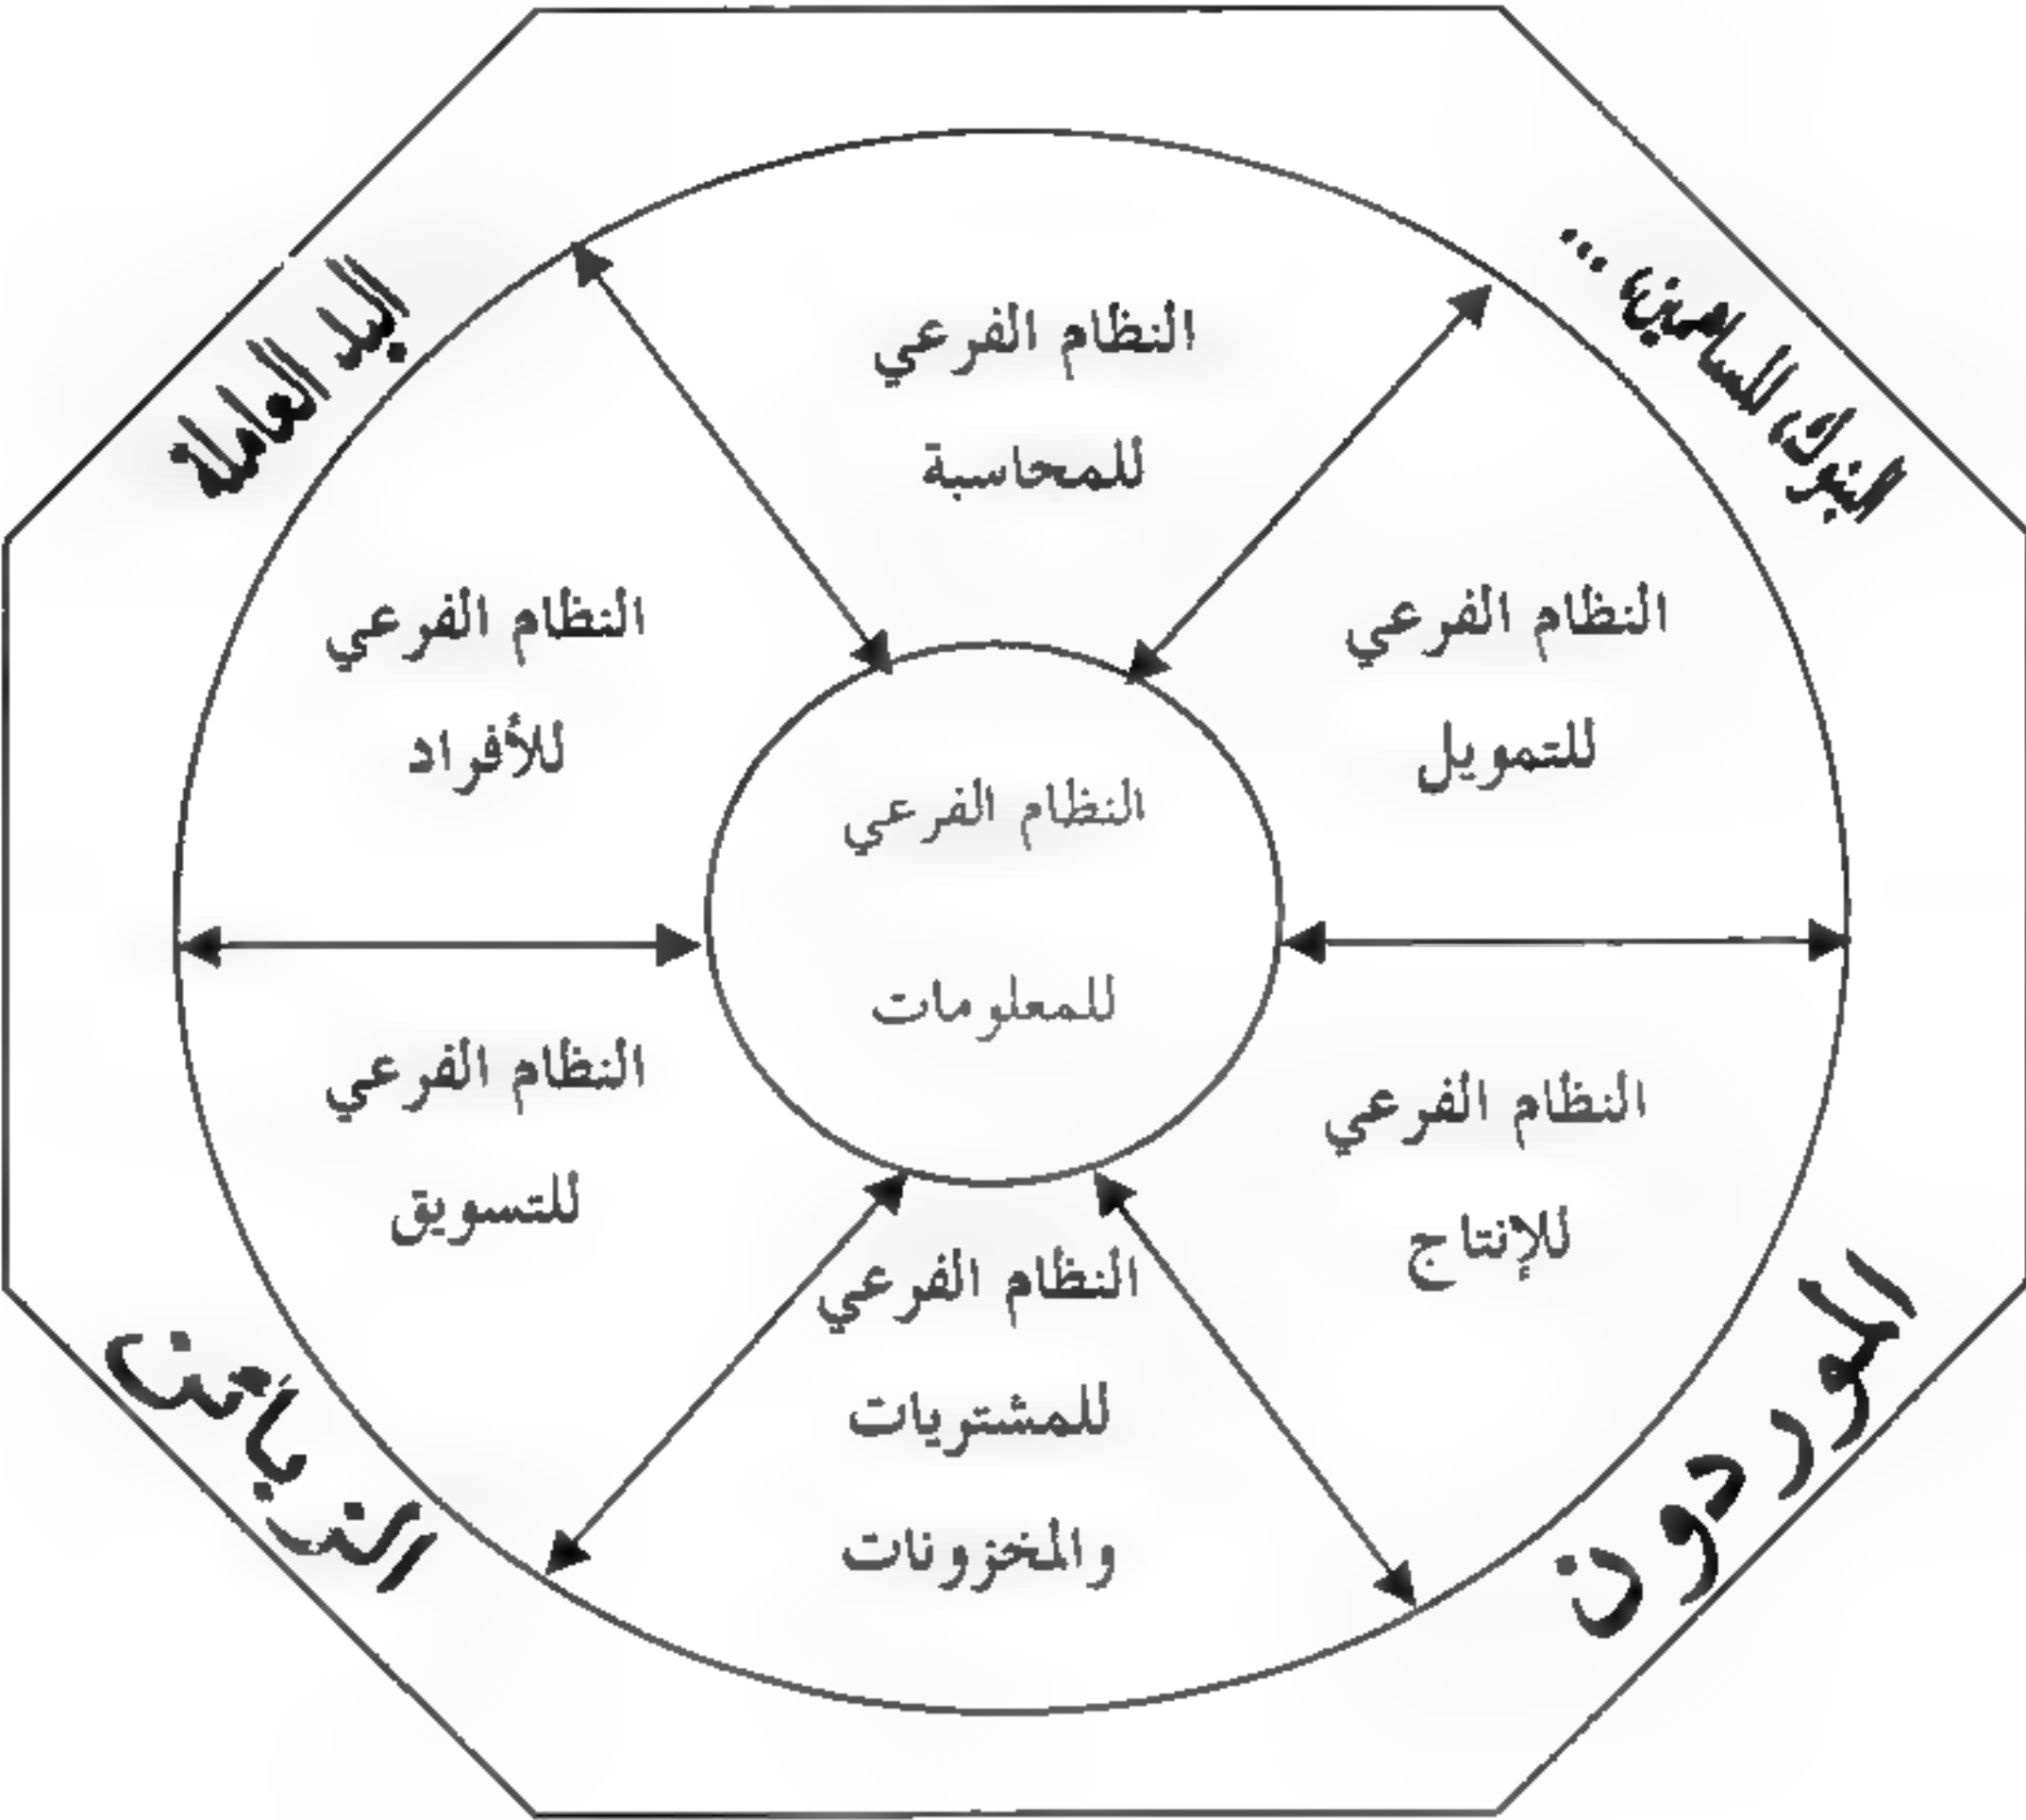 النظام الفرعي
للمحاسبة
اليد العاملة
البنوك المساهمين ...
النظام الفرعي
للتمويل
النظام الفرعي
للأفراد
النظام الفرعي
للمعلومات
النظام الفرعي
للإنتاج
النظام الفرعي
للتسويق
النظام الفرعي
للمشتريات
والمخزونات
الموردون